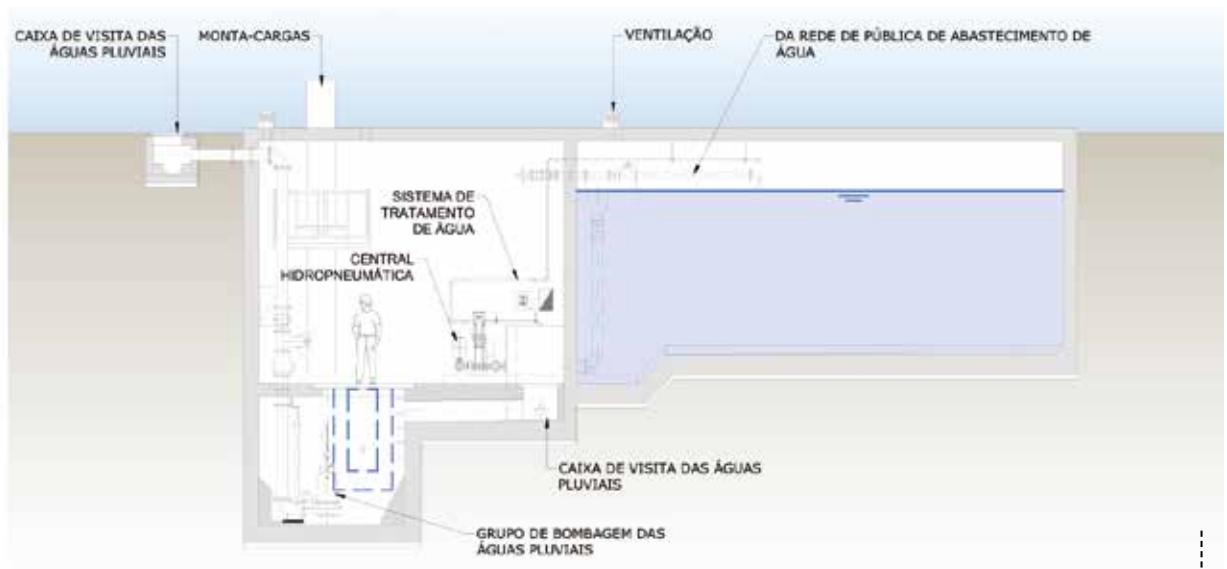 CAIXA DE VISITA DAS
ÁGUAS PLUVIAIS
MONTA-CARGAS
VENTILAÇÃO
DA REDE DE PÚBLICA DE ABASTECIMENTO DE
ÁGUA
SISTEMA DE
TRATAMENTO
DE ÁGUA
CENTRAL
HIDROPNEUMÁTICA
CAIXA DE VISITA DAS ÁGUAS
PLUVIAIS
GRUPO DE BOMBAGEM DAS
ÁGUAS PLUVIAIS